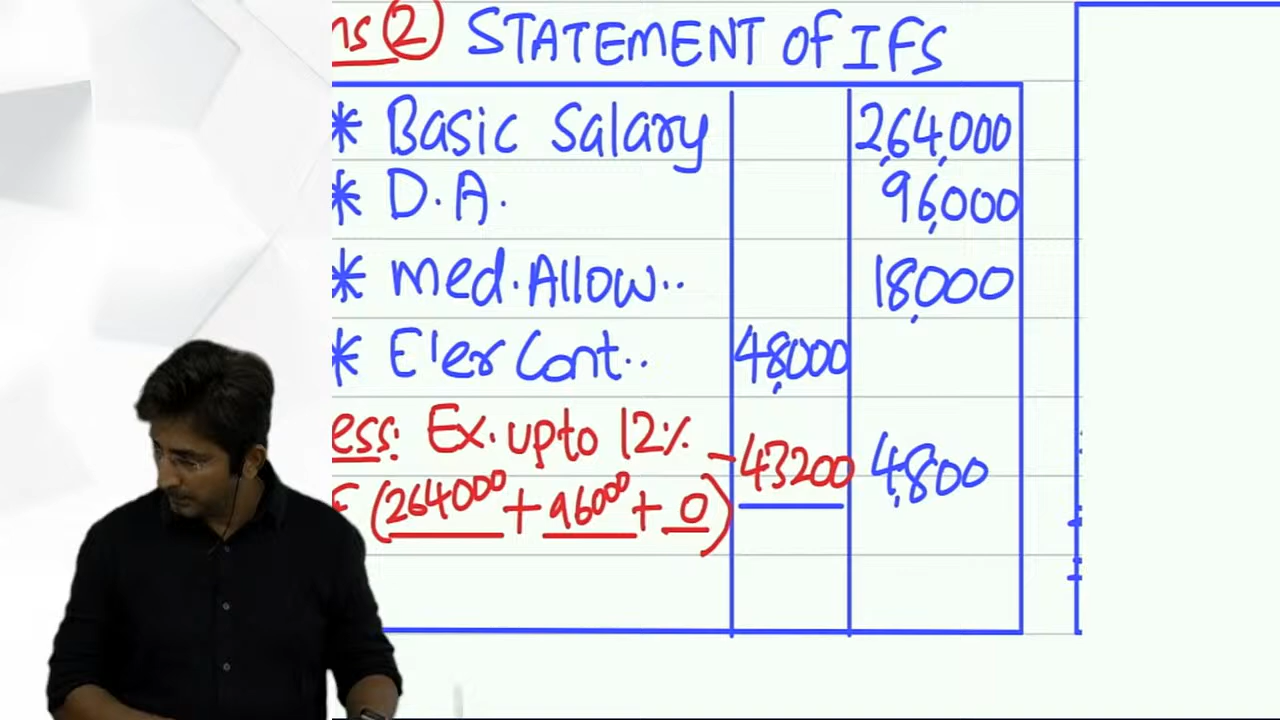 ns ② STATEMENT OF IFS
* Basic Salary 264,000
* D.A. 96,000
* Med. Allow.. 18,000
* E'er Cont.. 48,000
ess: Ex. upto 12% - 43200 4,800
F (264000 + 96000 + 0)